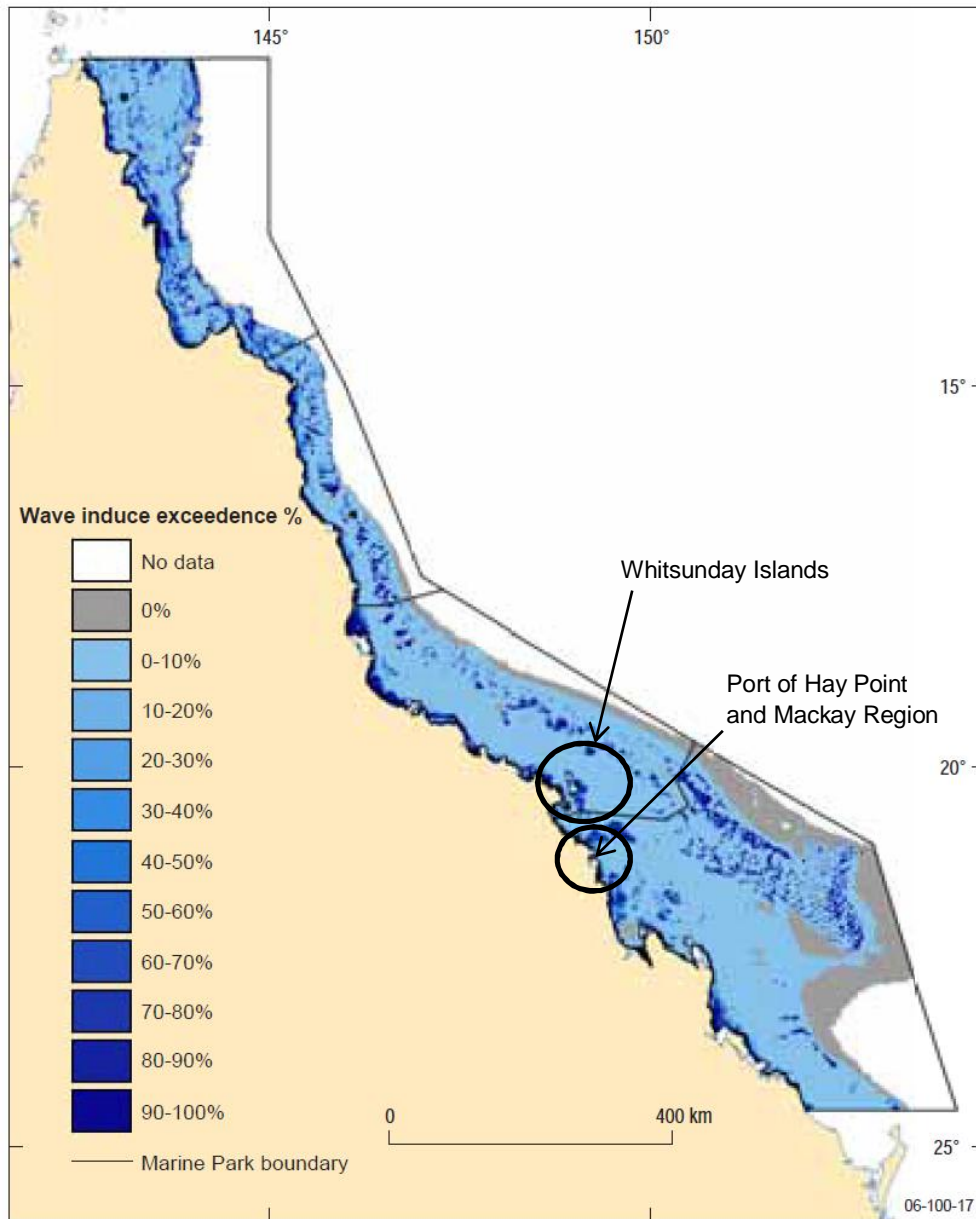 145°
150°
15°
Wave induce exceedence %
No data
0%
0-10%
10-20%
20-30%
30-40%
40-50%
50-60%
60-70%
70-80%
80-90%
90-100%
Marine Park boundary
Whitsunday Islands
Port of Hay Point
and Mackay Region
20°
0
400 km
25°
06-100-17